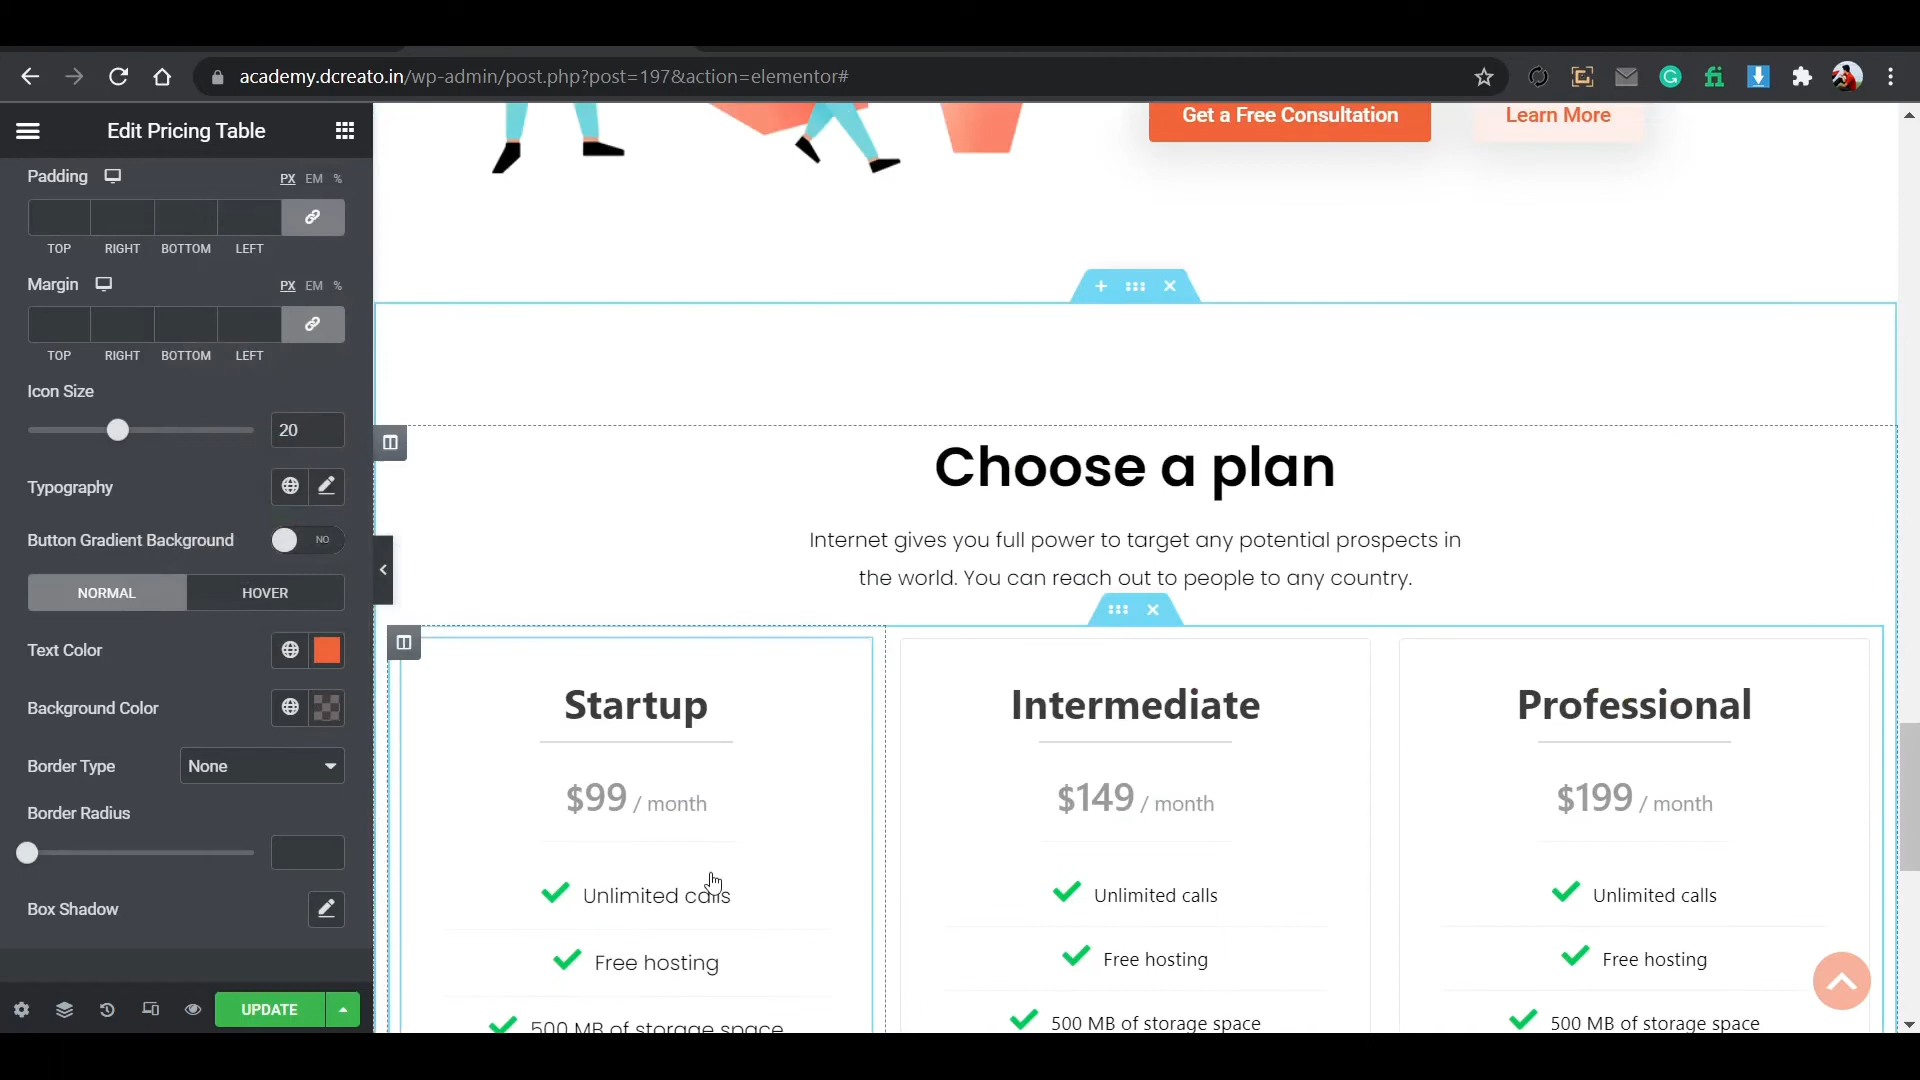 academy.dcreato.in/wp-admin/post.php?post=197&action=elementor#
Edit Pricing Table
Padding
PX EM %
TOP RIGHT BOTTOM LEFT
Margin
PX EM %
TOP RIGHT BOTTOM LEFT
Icon Size
20
Typography
Button Gradient Background
NO
NORMAL
HOVER
Text Color
Background Color
Border Type
None
Border Radius
Box Shadow
UPDATE
Get a Free Consultation
Learn More
Choose a plan
Internet gives you full power to target any potential prospects in
the world. You can reach out to people to any country.
Startup
$99 / month
Unlimited calls
Free hosting
500 MB of storage space
Intermediate
$149 / month
Unlimited calls
Free hosting
500 MB of storage space
Professional
$199 / month
Unlimited calls
Free hosting
500 MB of storage space